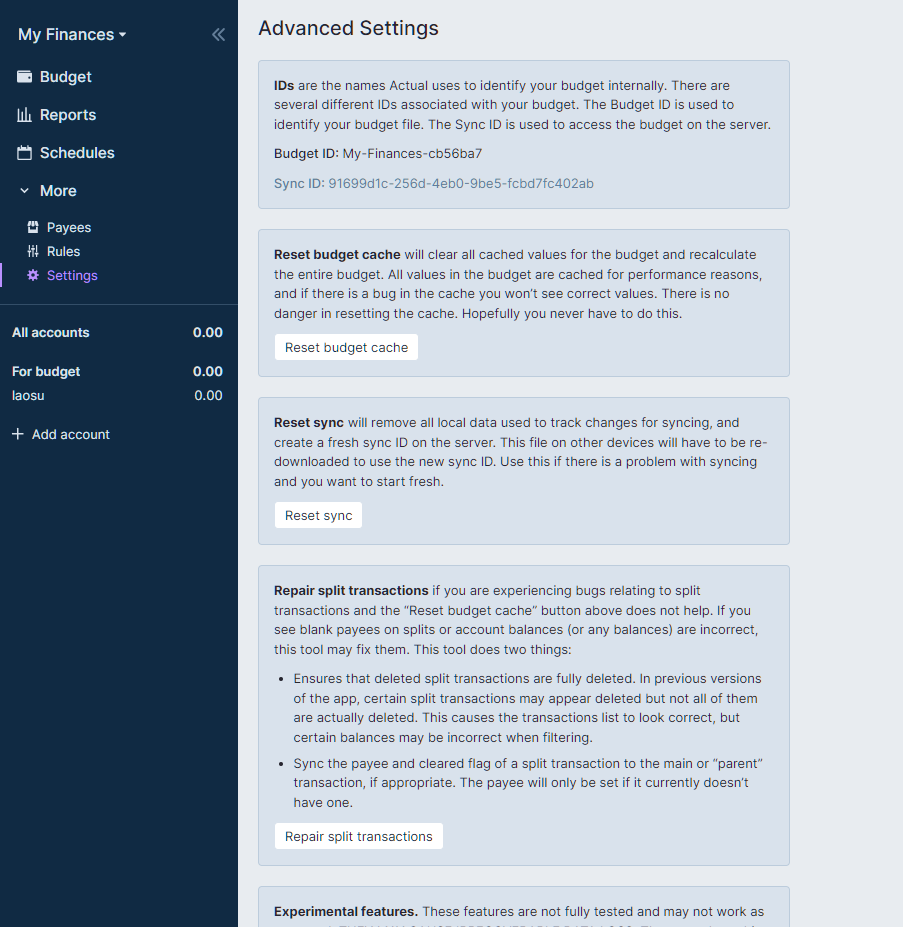 My Finances
Budget
Reports
Schedules
More
Payees
Rules
Settings
All accounts 0.00
For budget 0.00
laosu 0.00
Add account
Advanced Settings
IDs are the names Actual uses to identify your budget internally. There are
several different IDs associated with your budget. The Budget ID is used to
identify your budget file. The Sync ID is used to access the budget on the server.
Budget ID: My-Finances-cb56ba7
Sync ID: 91699d1c-256d-4eb0-9be5-fcbd7fc402ab
Reset budget cache will clear all cached values for the budget and recalculate
the entire budget. All values in the budget are cached for performance reasons,
and if there is a bug in the cache you won’t see correct values. There is no
danger in resetting the cache. Hopefully you never have to do this.
Reset budget cache
Reset sync will remove all local data used to track changes for syncing, and
create a fresh sync ID on the server. This file on other devices will have to be re-
downloaded to use the new sync ID. Use this if there is a problem with syncing
and you want to start fresh.
Reset sync
Repair split transactions if you are experiencing bugs relating to split
transactions and the “Reset budget cache” button above does not help. If you
see blank payees on splits or account balances (or any balances) are incorrect,
this tool may fix them. This tool does two things:
• Ensures that deleted split transactions are fully deleted. In previous versions
of the app, certain split transactions may appear deleted but not all of them
are actually deleted. This causes the transactions list to look correct, but
certain balances may be incorrect when filtering.
• Sync the payee and cleared flag of a split transaction to the main or “parent”
transaction, if appropriate. The payee will only be set if it currently doesn’t
have one.
Repair split transactions
Experimental features. These features are not fully tested and may not work as